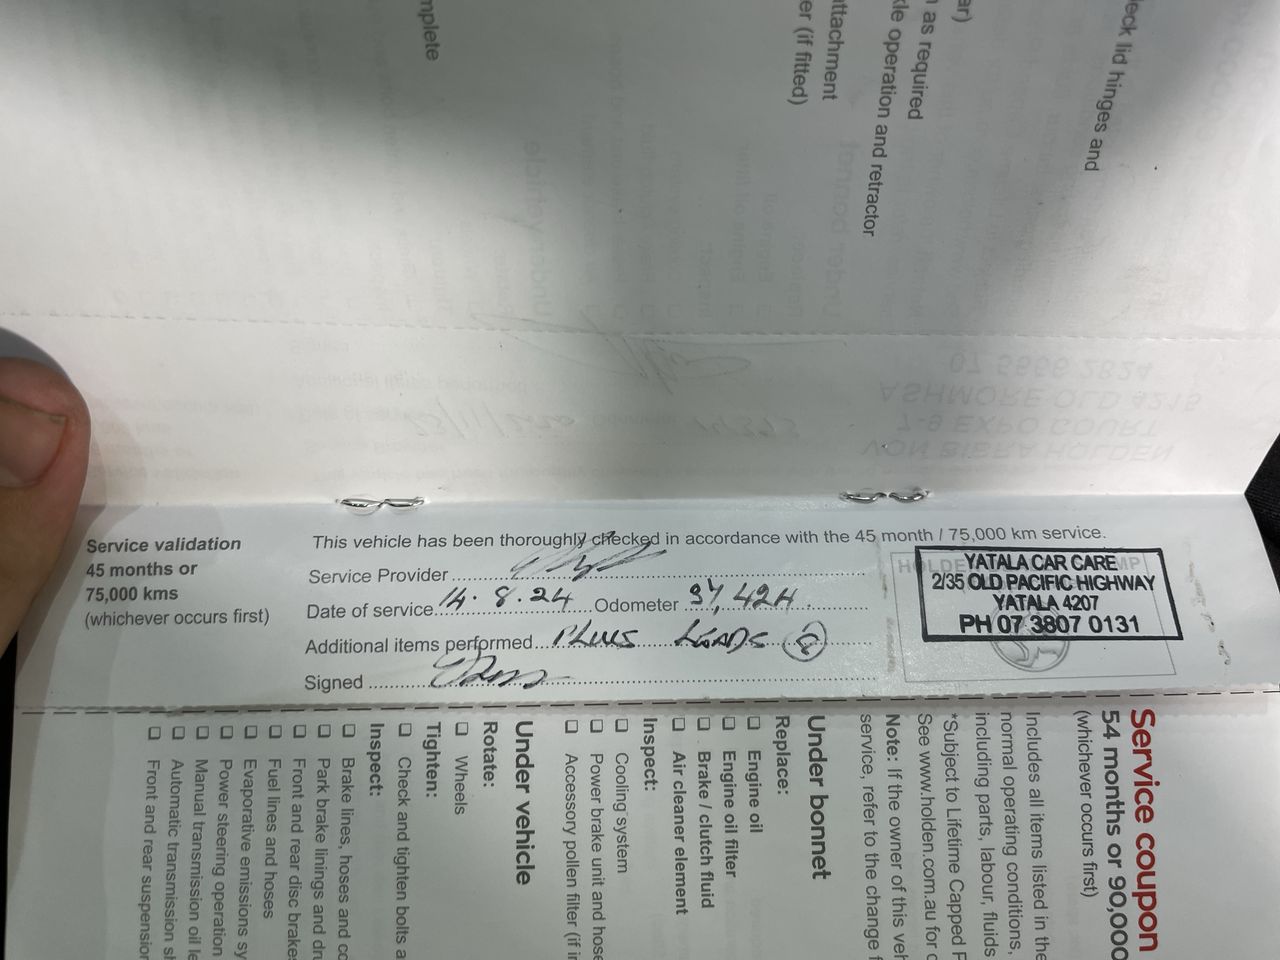 mplete
ar)
as required
kle operation and retractor
attachment
er (if fitted)
eck lid hinges and
07 5566 2824
ASHMORE QLD 4215
7-9 EXPO COURT
VON BIBRA HOLDEN
Service validation
45 months or
75,000 kms
(whichever occurs first)
This vehicle has been thoroughly checked in accordance with the 45 month / 75,000 km service.
Service Provider
Date of service 14.8.24 Odometer
Additional items performed PLUGS LEADS
Signed
YATALA CAR CARE
2/35 OLD PACIFIC HIGHWAY
YATALA 4207
PH 07 3807 0131
Service coupon
54 months or 90,000
(whichever occurs first)
Includes all items listed in the
normal operating conditions,
including parts, labour, fluids
*Subject to Lifetime Capped P
See www.holden.com.au for c
Note: If the owner of this veh
service, refer to the change f
Under bonnet
Replace:
Engine oil
Engine oil filter
Brake / clutch fluid
Air cleaner element
Inspect:
Cooling system
Power brake unit and hose
Accessory pollen filter (if
Under vehicle
Rotate:
Wheels
Tighten:
Check and tighten bolts a
Inspect:
Brake lines, hoses and co
Park brake linings and dru
Front and rear disc brake
Fuel lines and hoses
Evaporative emissions sy
Power steering operation
Manual transmission oil le
Automatic transmission s
Front and rear suspension